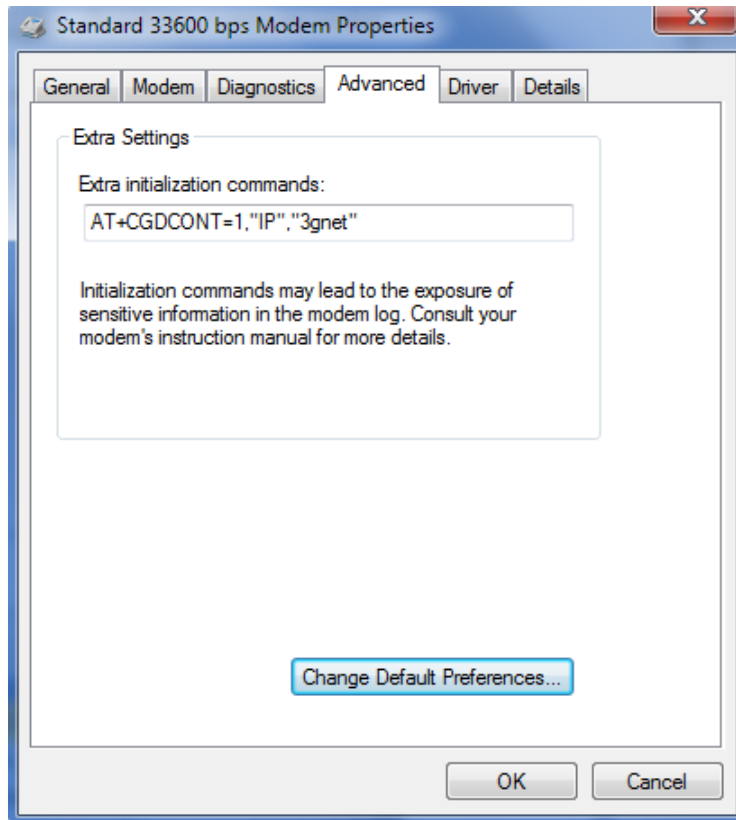 Standard 33600 bps Modem Properties
General Modem Diagnostics Advanced Driver Details
Extra Settings
Extra initialization commands:
AT+CGDCONT=1,"IP","3gnet"
Initialization commands may lead to the exposure of
sensitive information in the modem log. Consult your
modem's instruction manual for more details.
Change Default Preferences...
OK Cancel